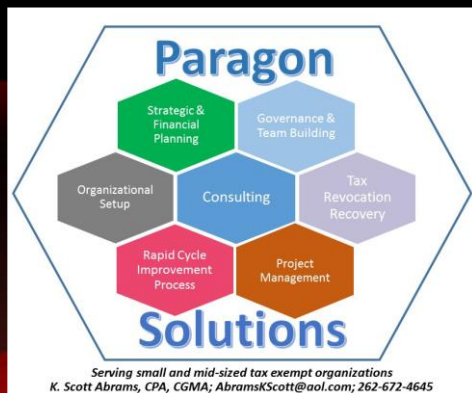 Paragon
Strategic &
Financial
Planning
Governance &
Team Building
Organizational
Setup
Consulting
Tax
Revocation
Recovery
Rapid Cycle
Improvement
Process
Project
Management
Solutions
Serving small and mid-sized tax exempt organizations
K. Scott Abrams, CPA, CGMA; AbramsKScott@aol.com; 262-672-4645